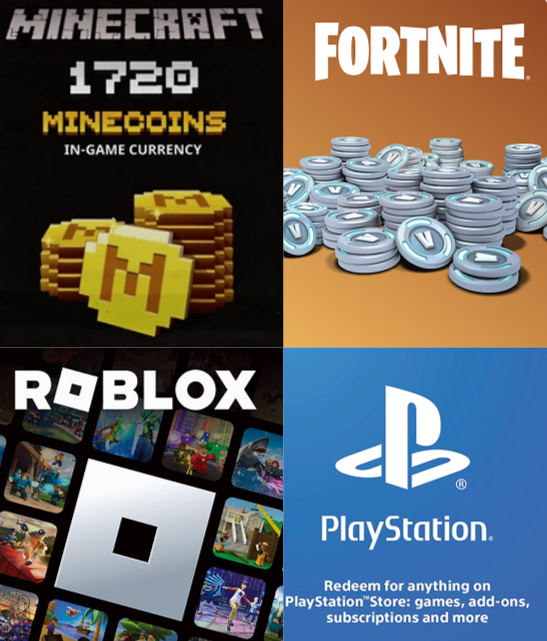 MINECRAFT
1720
MINECOINS
IN-GAME CURRENCY
FORTNITE®
ROBLOX
PlayStation®
Redeem for anything on
PlayStation™Store: games, add-ons,
subscriptions and more